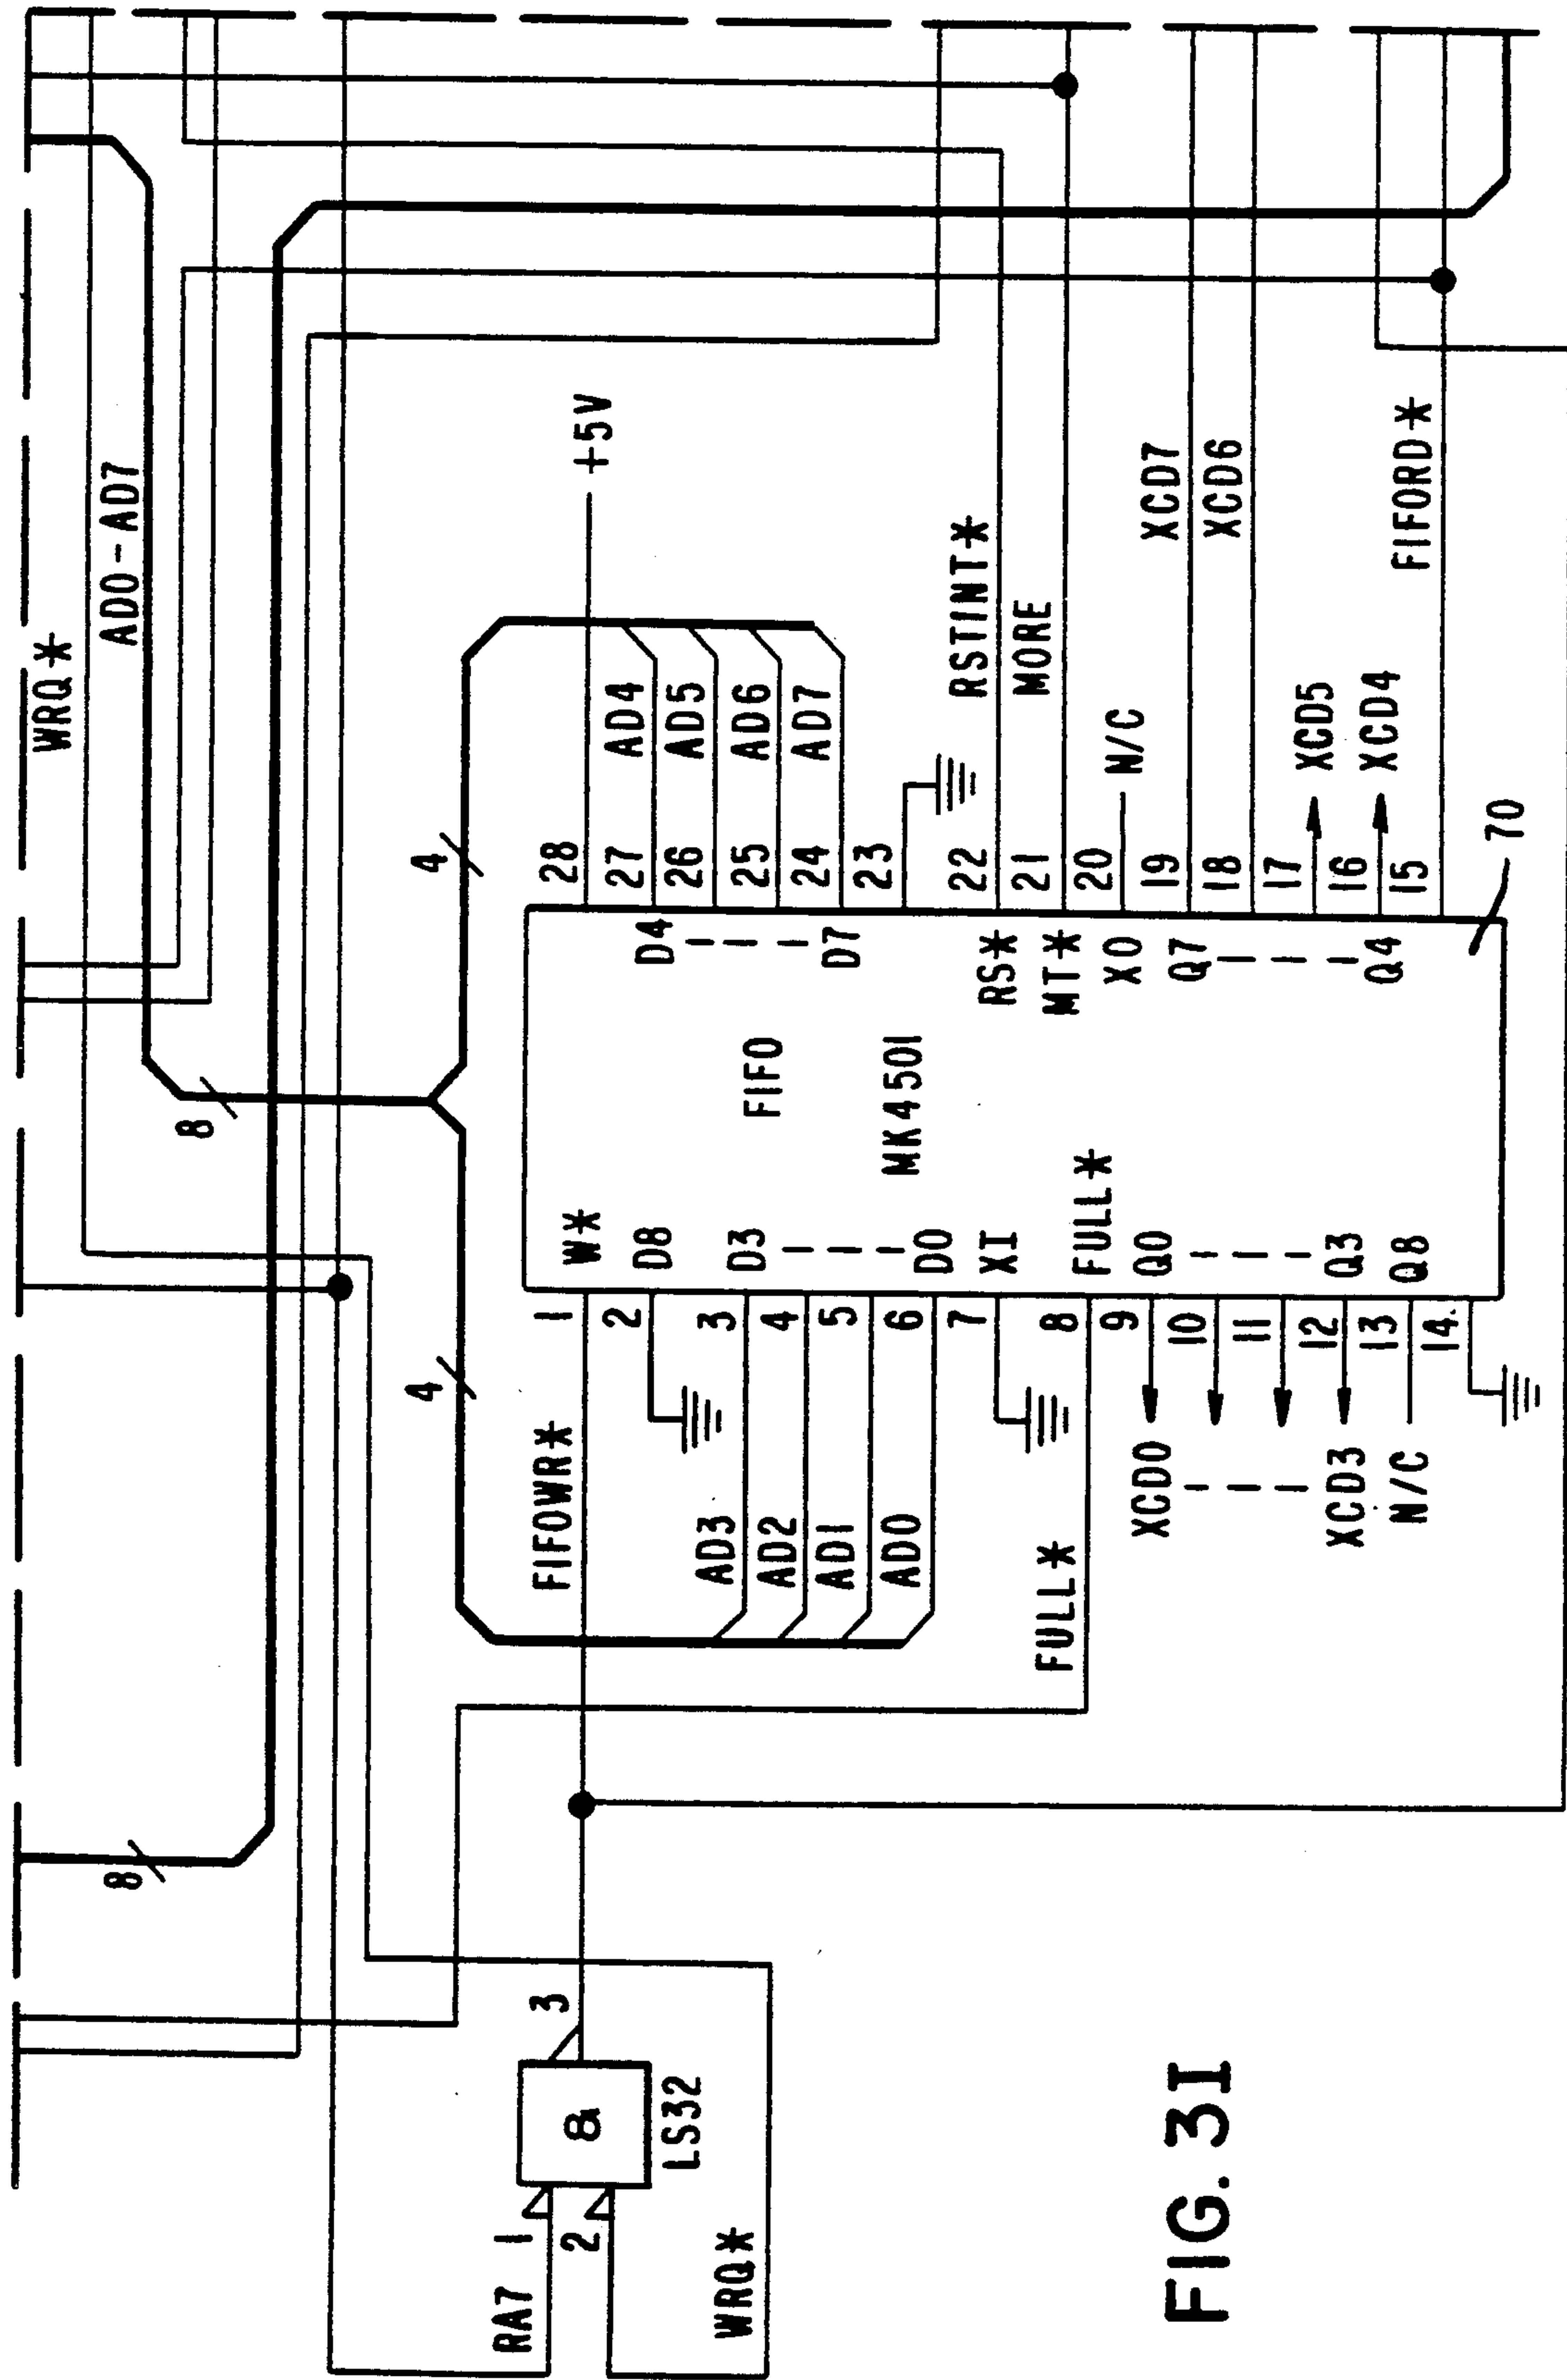 WRQ*
AD0-AD7
8
8
4
4
+5V
RA7
1
2
&
3
LS32
WRQ*
FIFOWR*
AD3
AD2
AD1
AD0
FULL*
XCD0
XCD3
N/C
1
2
3
4
5
6
7
8
9
10
11
12
13
14
W*
D8
D3
D0
XI
FULL*
Q0
Q3
Q8
FIFO
MK4501
D4
D7
RS*
MT*
XO
Q7
Q4
28
27
26
25
24
23
22
21
20
19
18
17
16
15
AD4
AD5
AD6
AD7
RSTINT*
MORE
N/C
XCD7
XCD6
XCD5
XCD4
FIFORD*
70
FIG. 3I